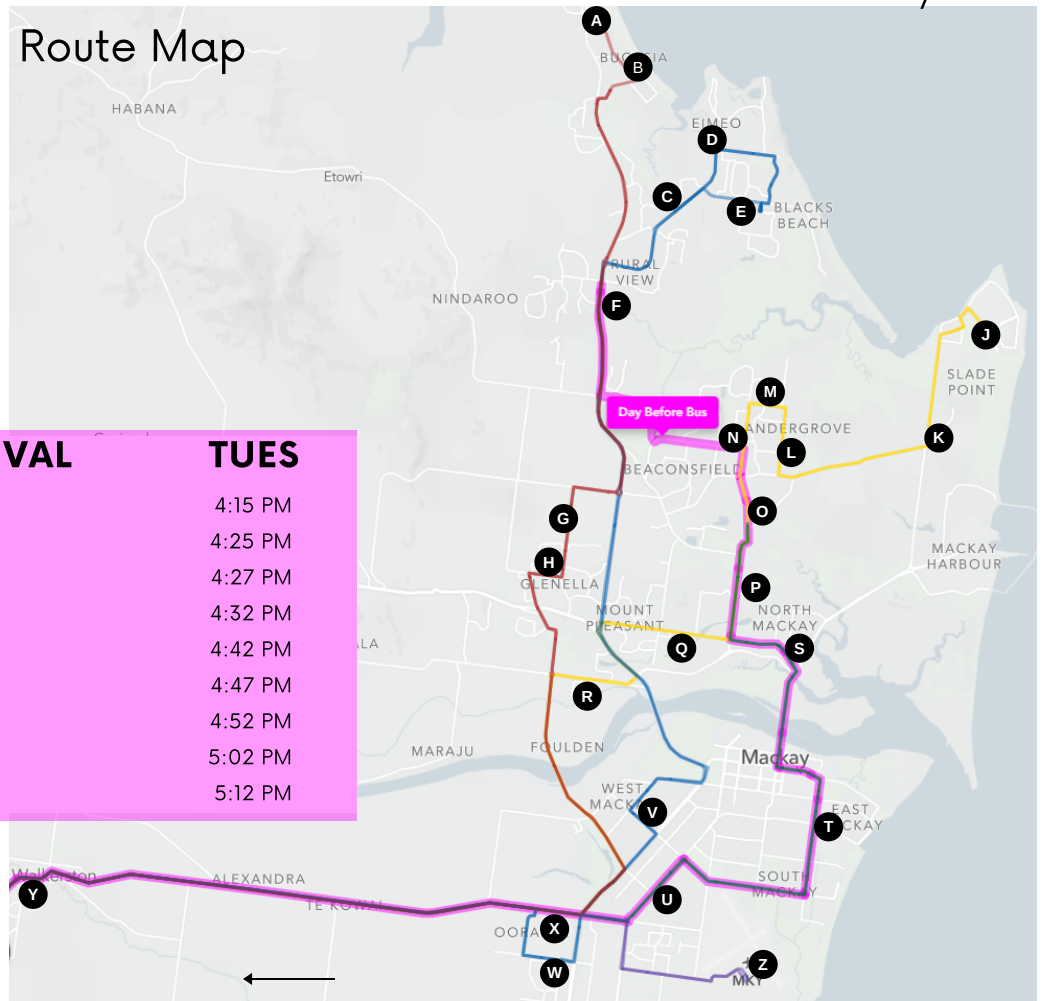 Route Map
A
BUCASIA
B
HABANA
EIMEO
D
Etowri
C
E
BLACKS
BEACH
RURAL
VIEW
NINDAROO
F
J
SLADE
POINT
M
Day Before Bus
N
ANDERGROVE
K
L
BEACONSFIELD
VAL
TUES
4:15 PM
4:25 PM
4:27 PM
4:32 PM
4:42 PM
4:47 PM
4:52 PM
5:02 PM
5:12 PM
O
G
H
GLENELLA
MACKAY
HARBOUR
P
MOUNT
PLEASANT
NORTH
MACKAY
ALA
Q
S
R
MARAJU
FOULDEN
Mackay
WEST
MACKAY
V
EAST
MACKAY
T
Walkerston
Y
ALEXANDRA
TE KOWAI
SOUTH
MACKAY
U
X
W
Z
MKY